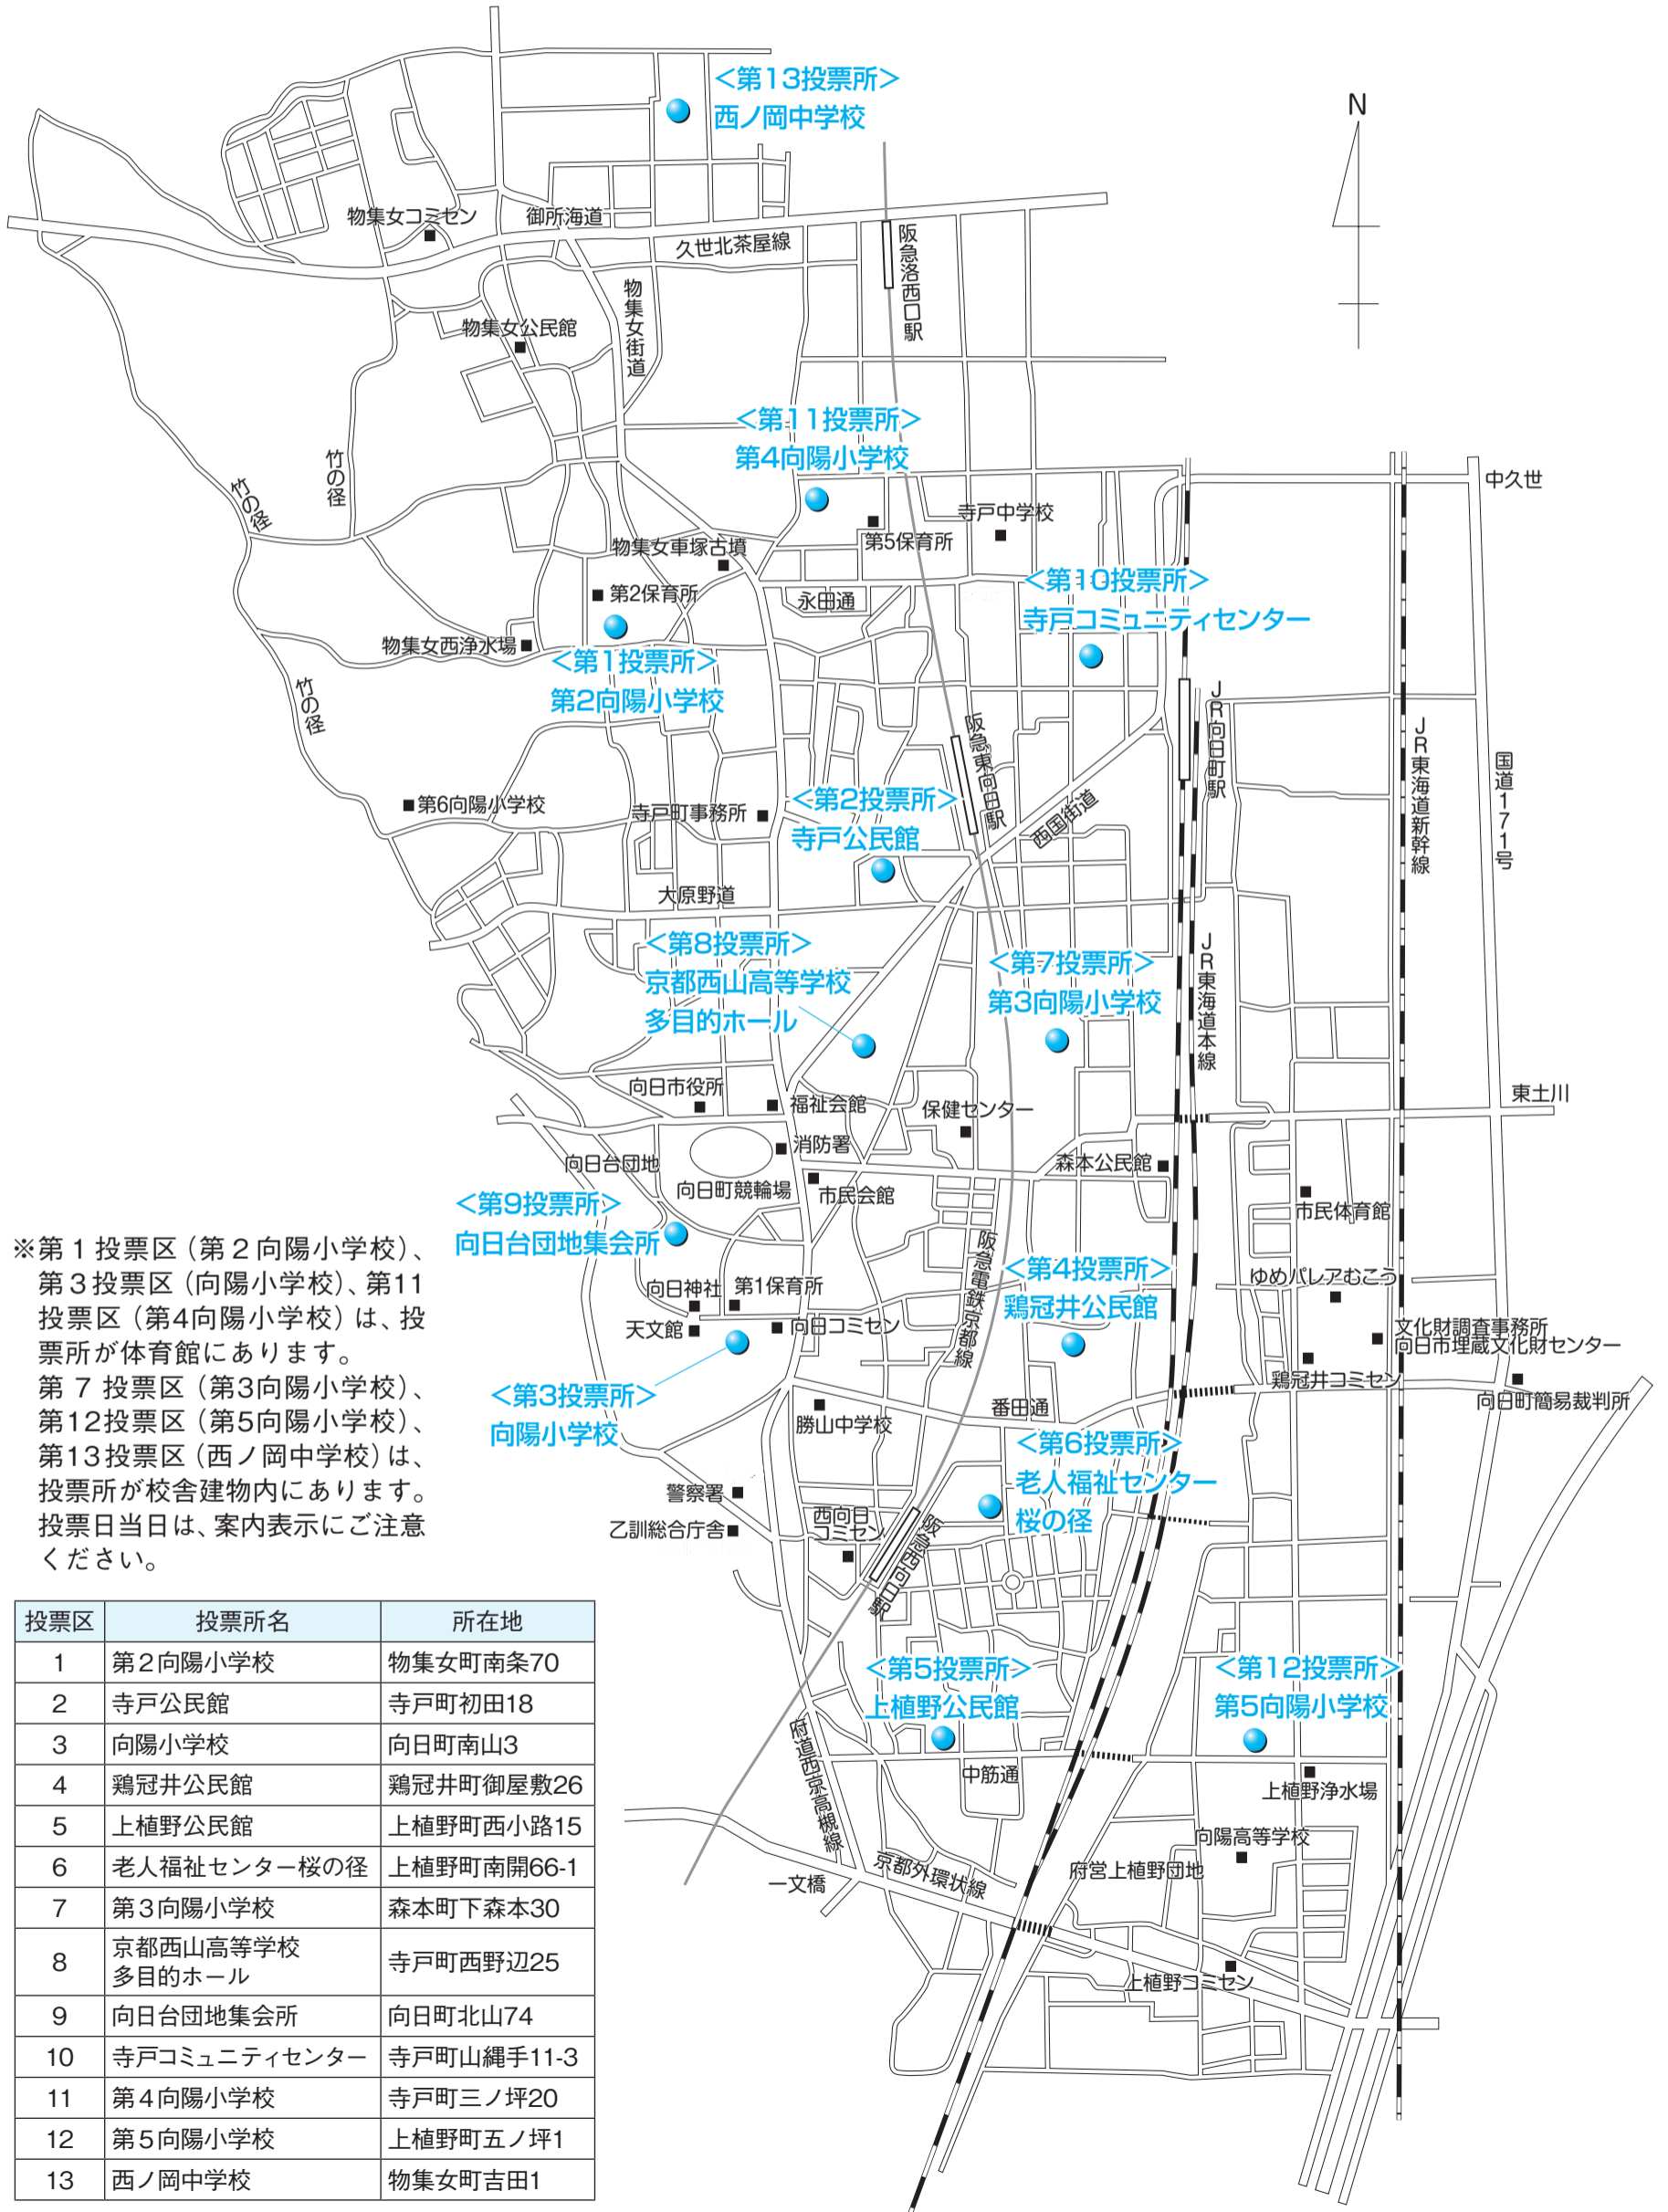 <第13投票所>
西ノ岡中学校
N
物集女コミセン
御所海道
久世北茶屋線
阪急洛西口駅
物集女街道
物集女公民館
<第11投票所>
第4向陽小学校
竹の径
竹の径
中久世
寺戸中学校
第5保育所
物集女車塚古墳
<第10投票所>
寺戸コミュニティセンター
第2保育所
永田通
物集女西浄水場
<第1投票所>
第2向陽小学校
竹の径
JR向日町駅
阪急東向日駅
JR東海道新幹線
国道171号
第6向陽小学校
寺戸町事務所
<第2投票所>
寺戸公民館
西国街道
大原野道
<第8投票所>
京都西山高等学校
多目的ホール
<第7投票所>
第3向陽小学校
JR東海道本線
向日市役所
福祉会館
保健センター
東土川
消防署
向日台団地
森本公民館
向日町競輪場
市民会館
<第9投票所>
向日台団地集会所
市民体育館
阪急電鉄京都線
<第4投票所>
鶏冠井公民館
ゆめパレアむこう
向日神社
第1保育所
天文館
向日コミセン
文化財調査事務所
向日市埋蔵文化財センター
<第3投票所>
向陽小学校
鶏冠井コミセン
向日町簡易裁判所
番田通
勝山中学校
<第6投票所>
老人福祉センター
桜の径
警察署
乙訓総合庁舎
西向日
コミセン
阪急西向日駅
<第5投票所>
上植野公民館
<第12投票所>
第5向陽小学校
府道西京高槻線
中筋通
上植野浄水場
向陽高等学校
府営上植野団地
一文橋
京都外環状線
上植野コミセン
※第1投票区（第2向陽小学校）、
第3投票区（向陽小学校）、第11
投票区（第4向陽小学校）は、投
票所が体育館にあります。
第7投票区（第3向陽小学校）、
第12投票区（第5向陽小学校）、
第13投票区（西ノ岡中学校）は、
投票所が校舎建物内にあります。
投票日当日は、案内表示にご注意
ください。
投票区 投票所名 所在地
1 第2向陽小学校 物集女町南条70
2 寺戸公民館 寺戸町初田18
3 向陽小学校 向日町南山3
4 鶏冠井公民館 鶏冠井町御屋敷26
5 上植野公民館 上植野町西小路15
6 老人福祉センター桜の径 上植野町南開66-1
7 第3向陽小学校 森本町下森本30
8 京都西山高等学校
多目的ホール 寺戸町西野辺25
9 向日台団地集会所 向日町北山74
10 寺戸コミュニティセンター 寺戸町山縄手11-3
11 第4向陽小学校 寺戸町三ノ坪20
12 第5向陽小学校 上植野町五ノ坪1
13 西ノ岡中学校 物集女町吉田1